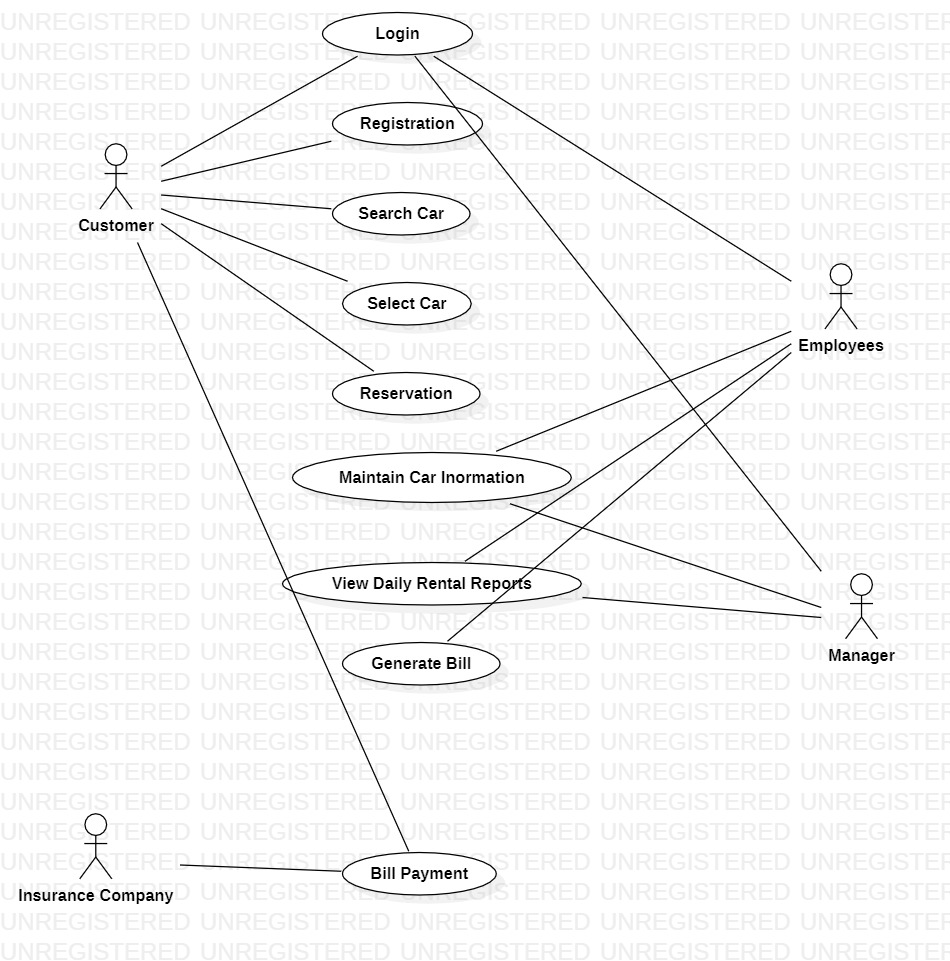 Login
Registration
Customer
Search Car
Select Car
Employees
Reservation
Maintain Car Inormation
View Daily Rental Reports
Manager
Generate Bill
Bill Payment
Insurance Company
UNREGISTERED